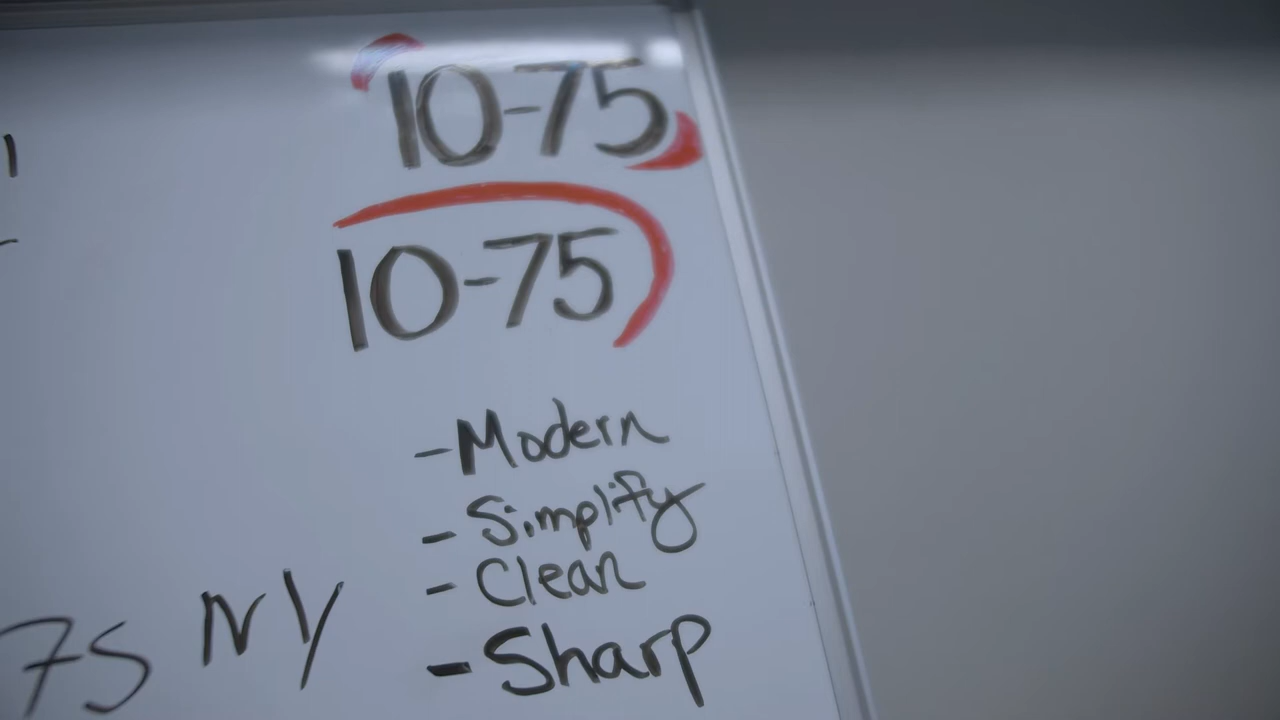 10-75
10-75
- Modern
- Simplify
- Clean
- Sharp
75 NY